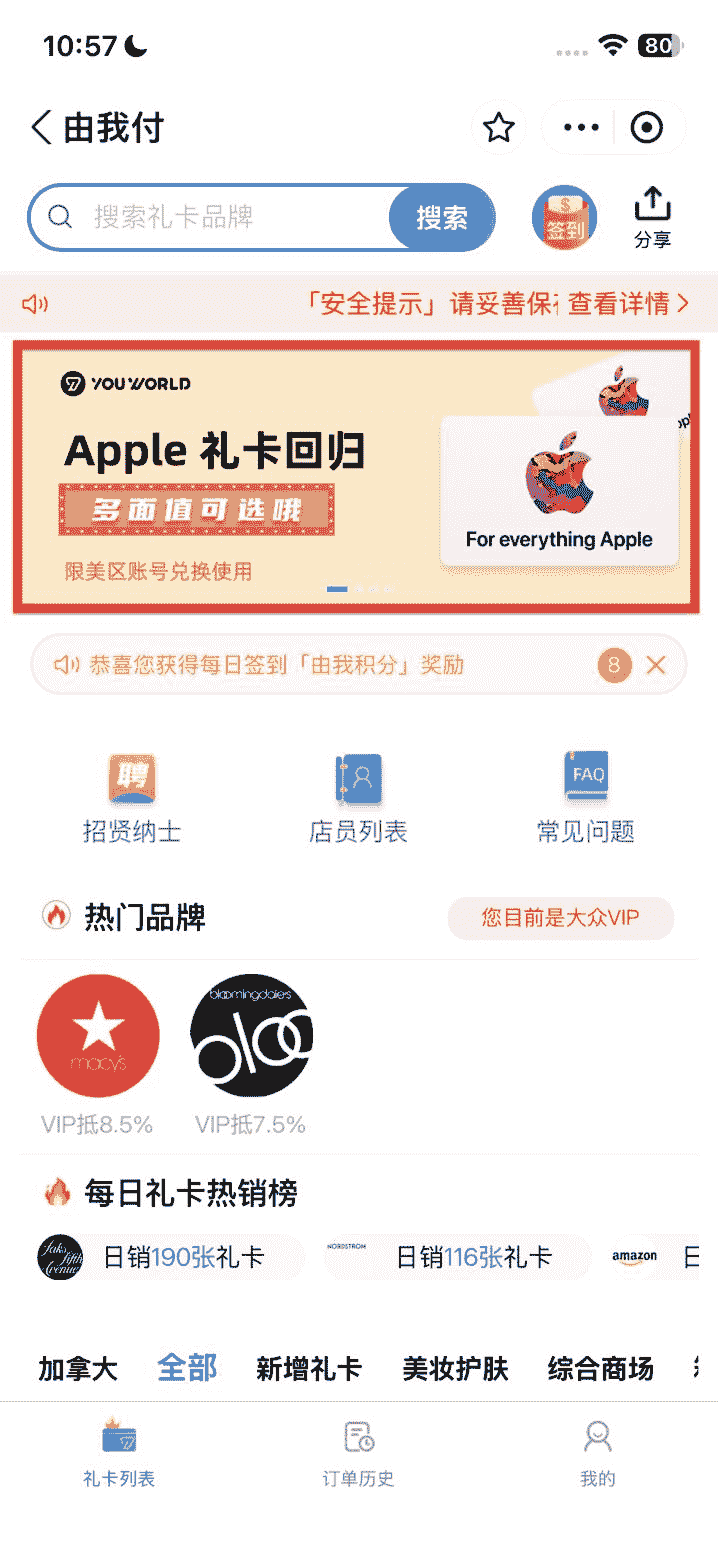 10:57
80
由我付
搜索礼卡品牌
搜索
签到
分享
「安全提示」请妥善保
查看详情
YOU WORLD
Apple 礼卡回归
多面值可选哦
限美区账号兑换使用
For everything Apple
恭喜您获得每日签到「由我积分」奖励
8
聘
FAQ
招贤纳士
店员列表
常见问题
热门品牌
您目前是大众VIP
macy's
bloomingdale's
bloo
VIP抵8.5%
VIP抵7.5%
每日礼卡热销榜
Saks Fifth Avenue
日销190张礼卡
NORDSTROM
日销116张礼卡
amazon
日
加拿大
全部
新增礼卡
美妆护肤
综合商场
礼卡列表
订单历史
我的